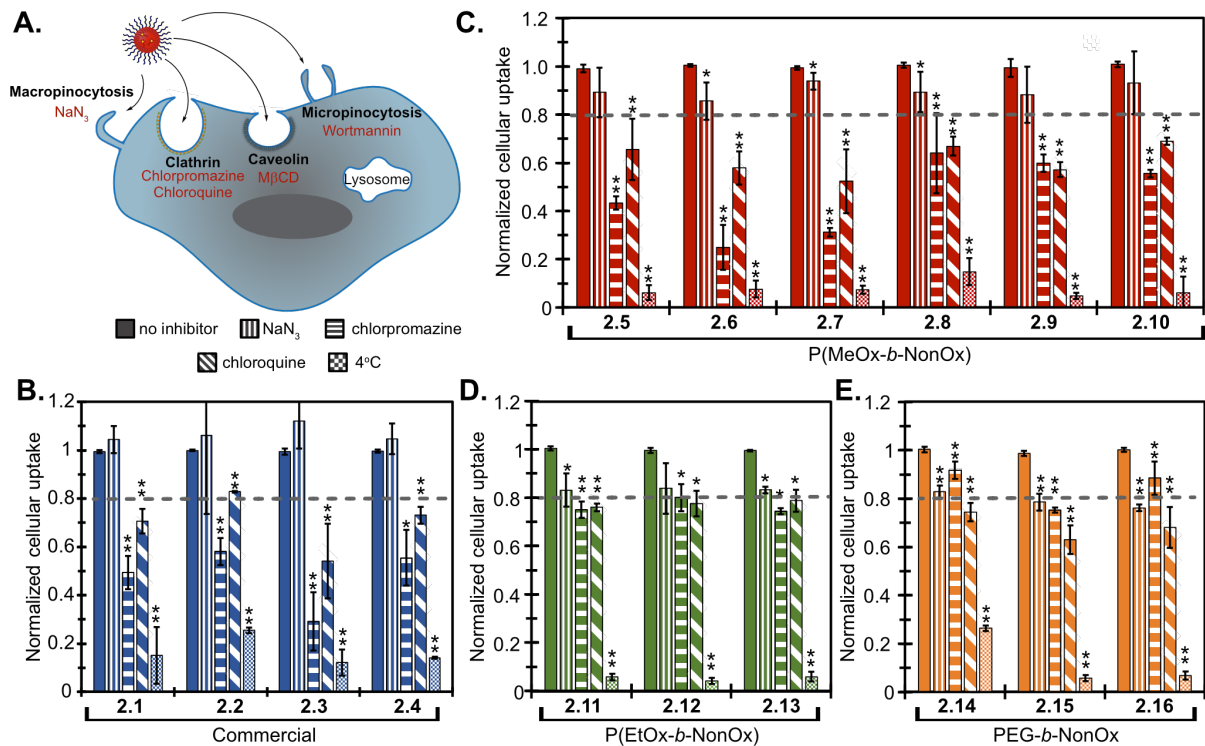 A.
Macropinocytosis
NaN3
Clathrin
Chlorpromazine
Chloroquine
Caveolin
MβCD
Micropinocytosis
Wortmannin
Lysosome
no inhibitor
NaN3
chlorpromazine
chloroquine
4ºC
C.
Normalized cellular uptake
1.2
1
0.8
0.6
0.4
0.2
0
** ** **
* ** ** **
* ** ** **
* ** ** **
** ** **
** ** **
2.5 2.6 2.7 2.8 2.9 2.10
P(MeOx-b-NonOx)
B.
Normalized cellular uptake
1.2
1
0.8
0.6
0.4
0.2
0
** ** **
** ** **
** ** **
** ** **
2.1 2.2 2.3 2.4
Commercial
D.
Normalized cellular uptake
1.2
1.0
0.8
0.6
0.4
0.2
0
* ** ** **
* * **
* * * **
2.11 2.12 2.13
P(EtOx-b-NonOx)
E.
Normalized cellular uptake
1.2
1.0
0.8
0.6
0.4
0.2
0
** ** ** **
** ** ** **
** ** ** **
2.14 2.15 2.16
PEG-b-NonOx